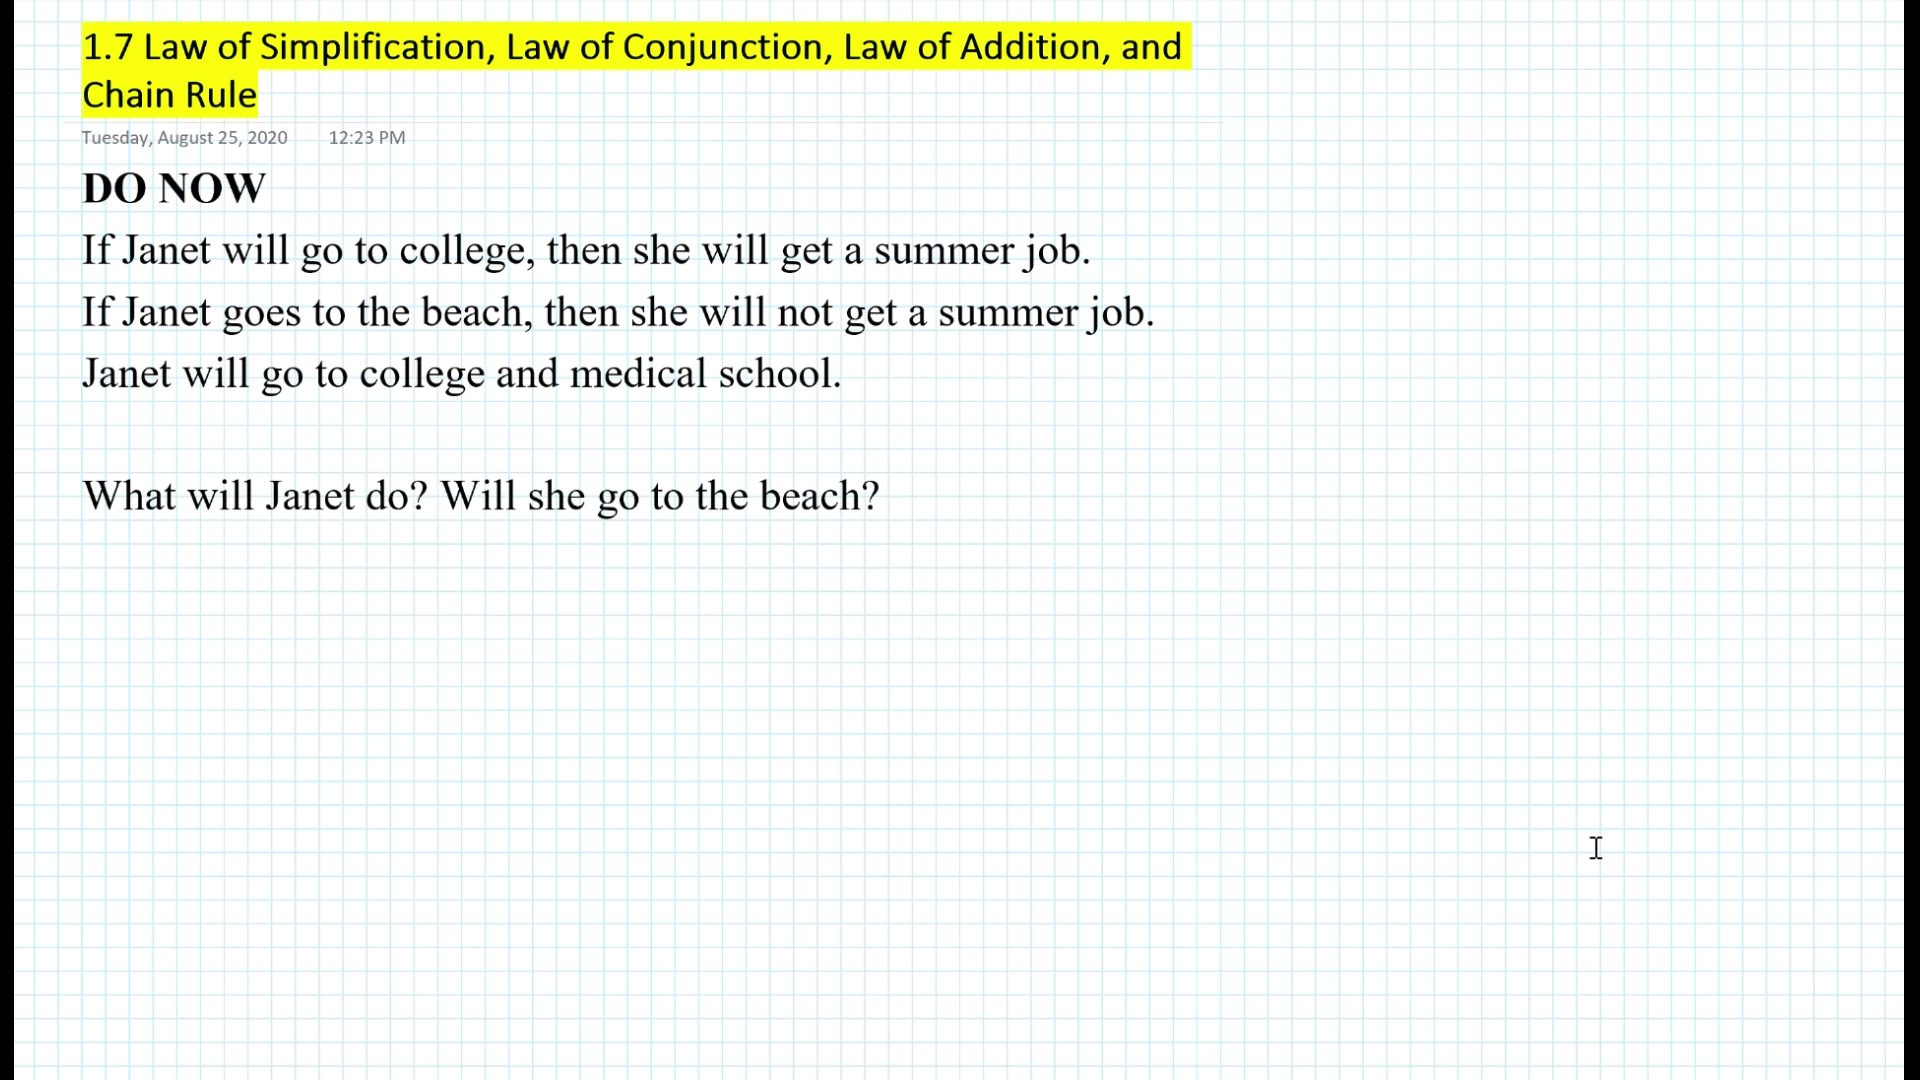 1.7 Law of Simplification, Law of Conjunction, Law of Addition, and
Chain Rule
Tuesday, August 25, 2020 12:23 PM
DO NOW
If Janet will go to college, then she will get a summer job.
If Janet goes to the beach, then she will not get a summer job.
Janet will go to college and medical school.
What will Janet do? Will she go to the beach?